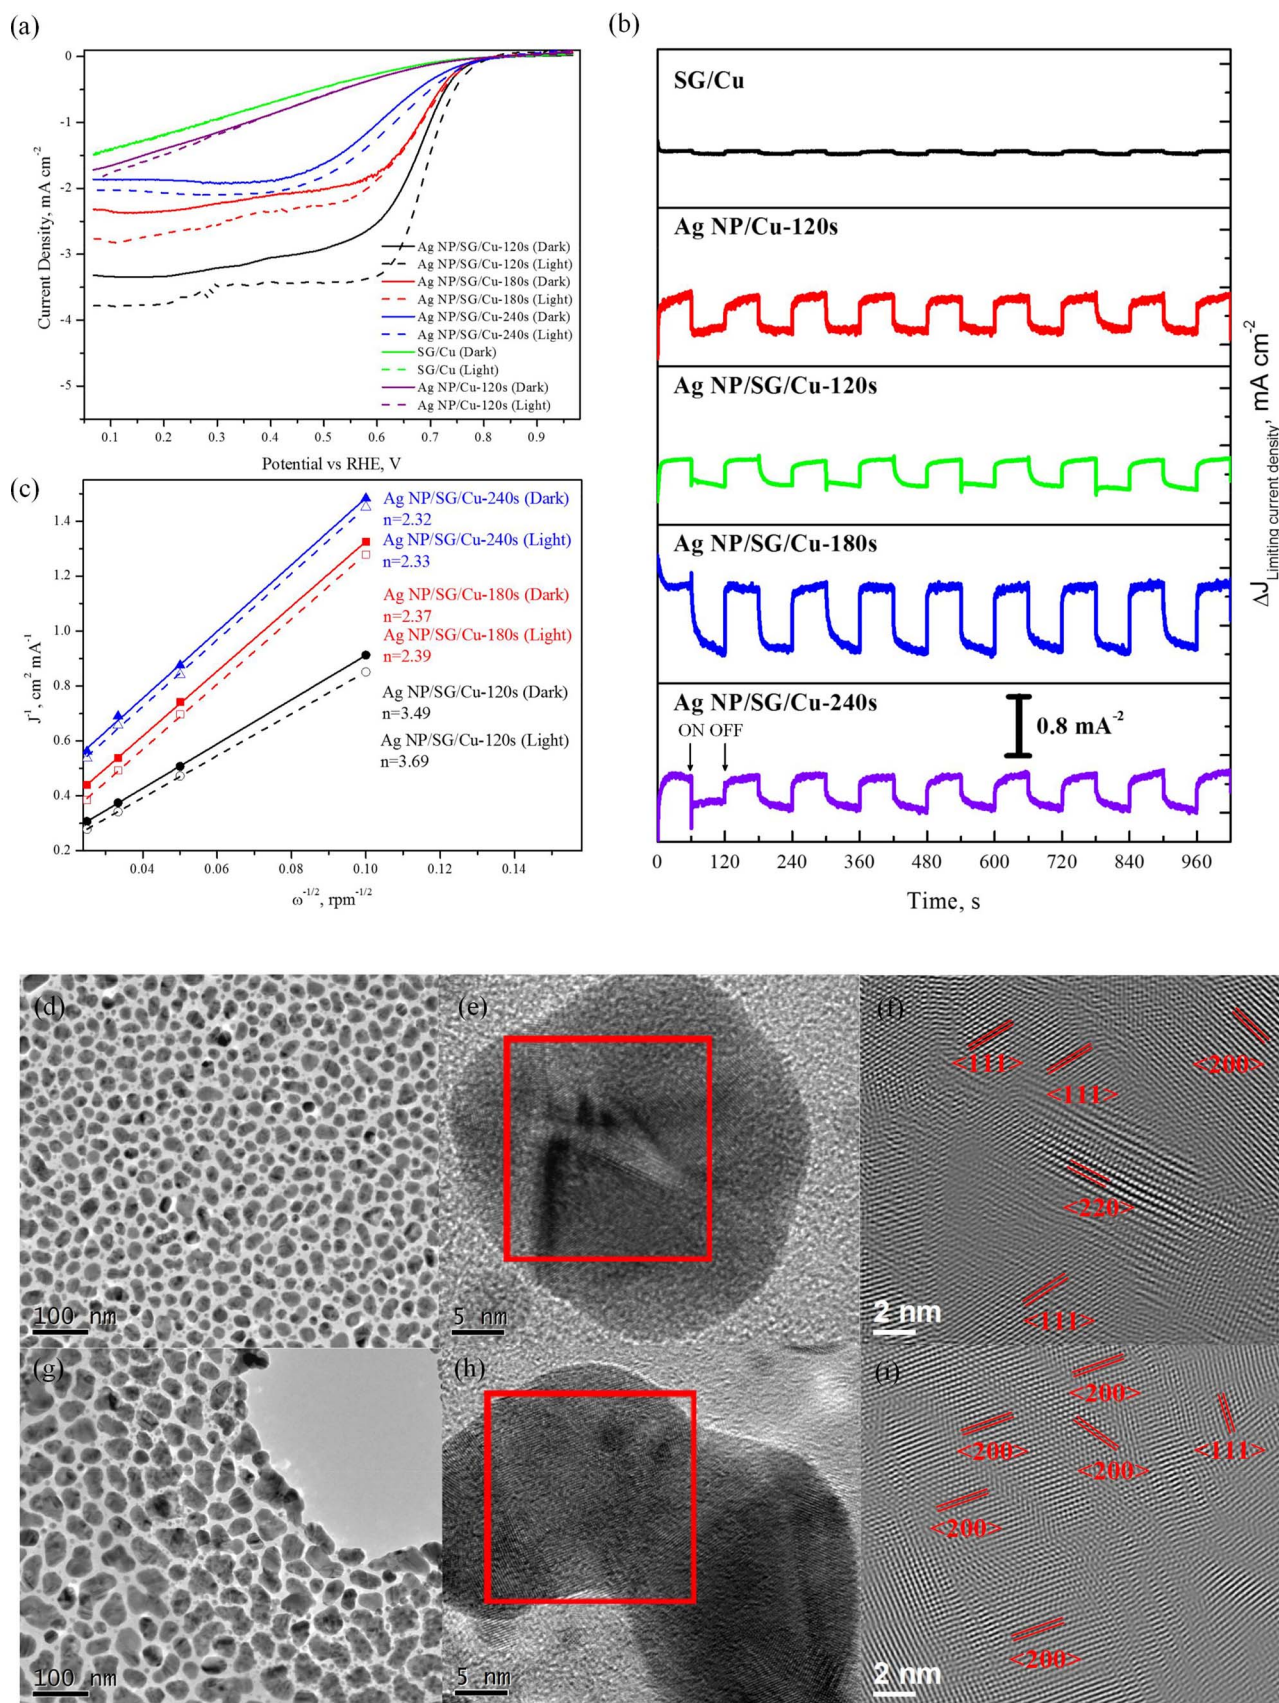 (a)
0
-1
-2
-3
-4
-5
Current Density, mA cm-2
Ag NP/SG/Cu-120s (Dark)
Ag NP/SG/Cu-120s (Light)
Ag NP/SG/Cu-180s (Dark)
Ag NP/SG/Cu-180s (Light)
Ag NP/SG/Cu-240s (Dark)
Ag NP/SG/Cu-240s (Light)
SG/Cu (Dark)
SG/Cu (Light)
Ag NP/Cu-120s (Dark)
Ag NP/Cu-120s (Light)
0.1 0.2 0.3 0.4 0.5 0.6 0.7 0.8 0.9
Potential vs RHE, V
(b)
SG/Cu
Ag NP/Cu-120s
Ag NP/SG/Cu-120s
Ag NP/SG/Cu-180s
Ag NP/SG/Cu-240s
ON OFF
0.8 mA-2
ΔJLimiting current density, mA cm-2
0 120 240 360 480 600 720 840 960
Time, s
(c)
1.4
1.2
1.0
0.8
0.6
0.4
0.2
J-1, cm2 mA-1
Ag NP/SG/Cu-240s (Dark)
n=2.32
Ag NP/SG/Cu-240s (Light)
n=2.33
Ag NP/SG/Cu-180s (Dark)
n=2.37
Ag NP/SG/Cu-180s (Light)
n=2.39
Ag NP/SG/Cu-120s (Dark)
n=3.49
Ag NP/SG/Cu-120s (Light)
n=3.69
0.04 0.06 0.08 0.10 0.12 0.14
ω-1/2, rpm-1/2
(d)
100 nm
(e)
5 nm
(f)
<111>
<111>
<200>
<220>
<111>
2 nm
(g)
100 nm
(h)
5 nm
(i)
<200>
<200>
<200>
<111>
<200>
<200>
2 nm